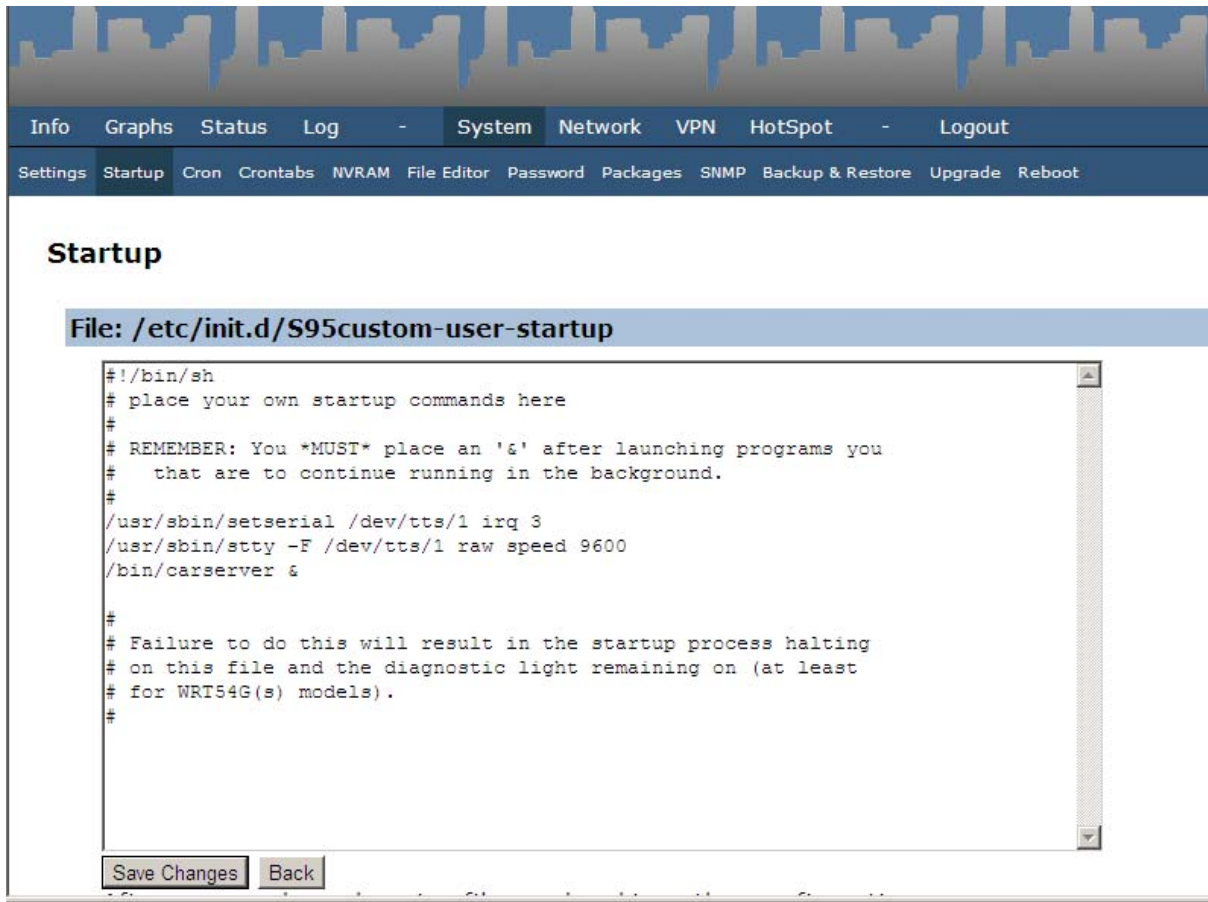 Info Graphs Status Log - System Network VPN HotSpot - Logout
Settings Startup Cron Crontabs NVRAM File Editor Password Packages SNMP Backup & Restore Upgrade Reboot
Startup
File: /etc/init.d/S95custom-user-startup
#!/bin/sh
# place your own startup commands here
#
# REMEMBER: You *MUST* place an '&' after launching programs you
#   that are to continue running in the background.
#
/usr/sbin/setserial /dev/tts/1 irq 3
/usr/sbin/stty -F /dev/tts/1 raw speed 9600
/bin/carserver &
#
# Failure to do this will result in the startup process halting
# on this file and the diagnostic light remaining on (at least
# for WRT54G(s) models).
#
Save Changes Back